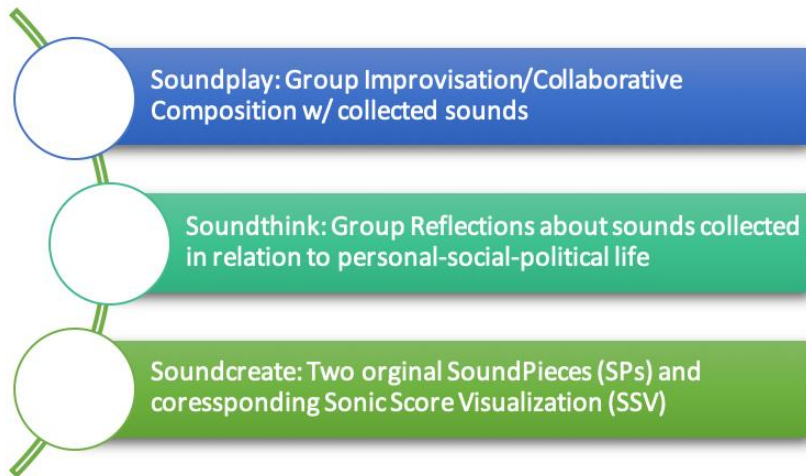 Soundplay: Group Improvisation/Collaborative
Composition w/ collected sounds
Soundthink: Group Reflections about sounds collected
in relation to personal-social-political life
Soundcreate: Two orginal SoundPieces (SPs) and
coressponding Sonic Score Visualization (SSV)